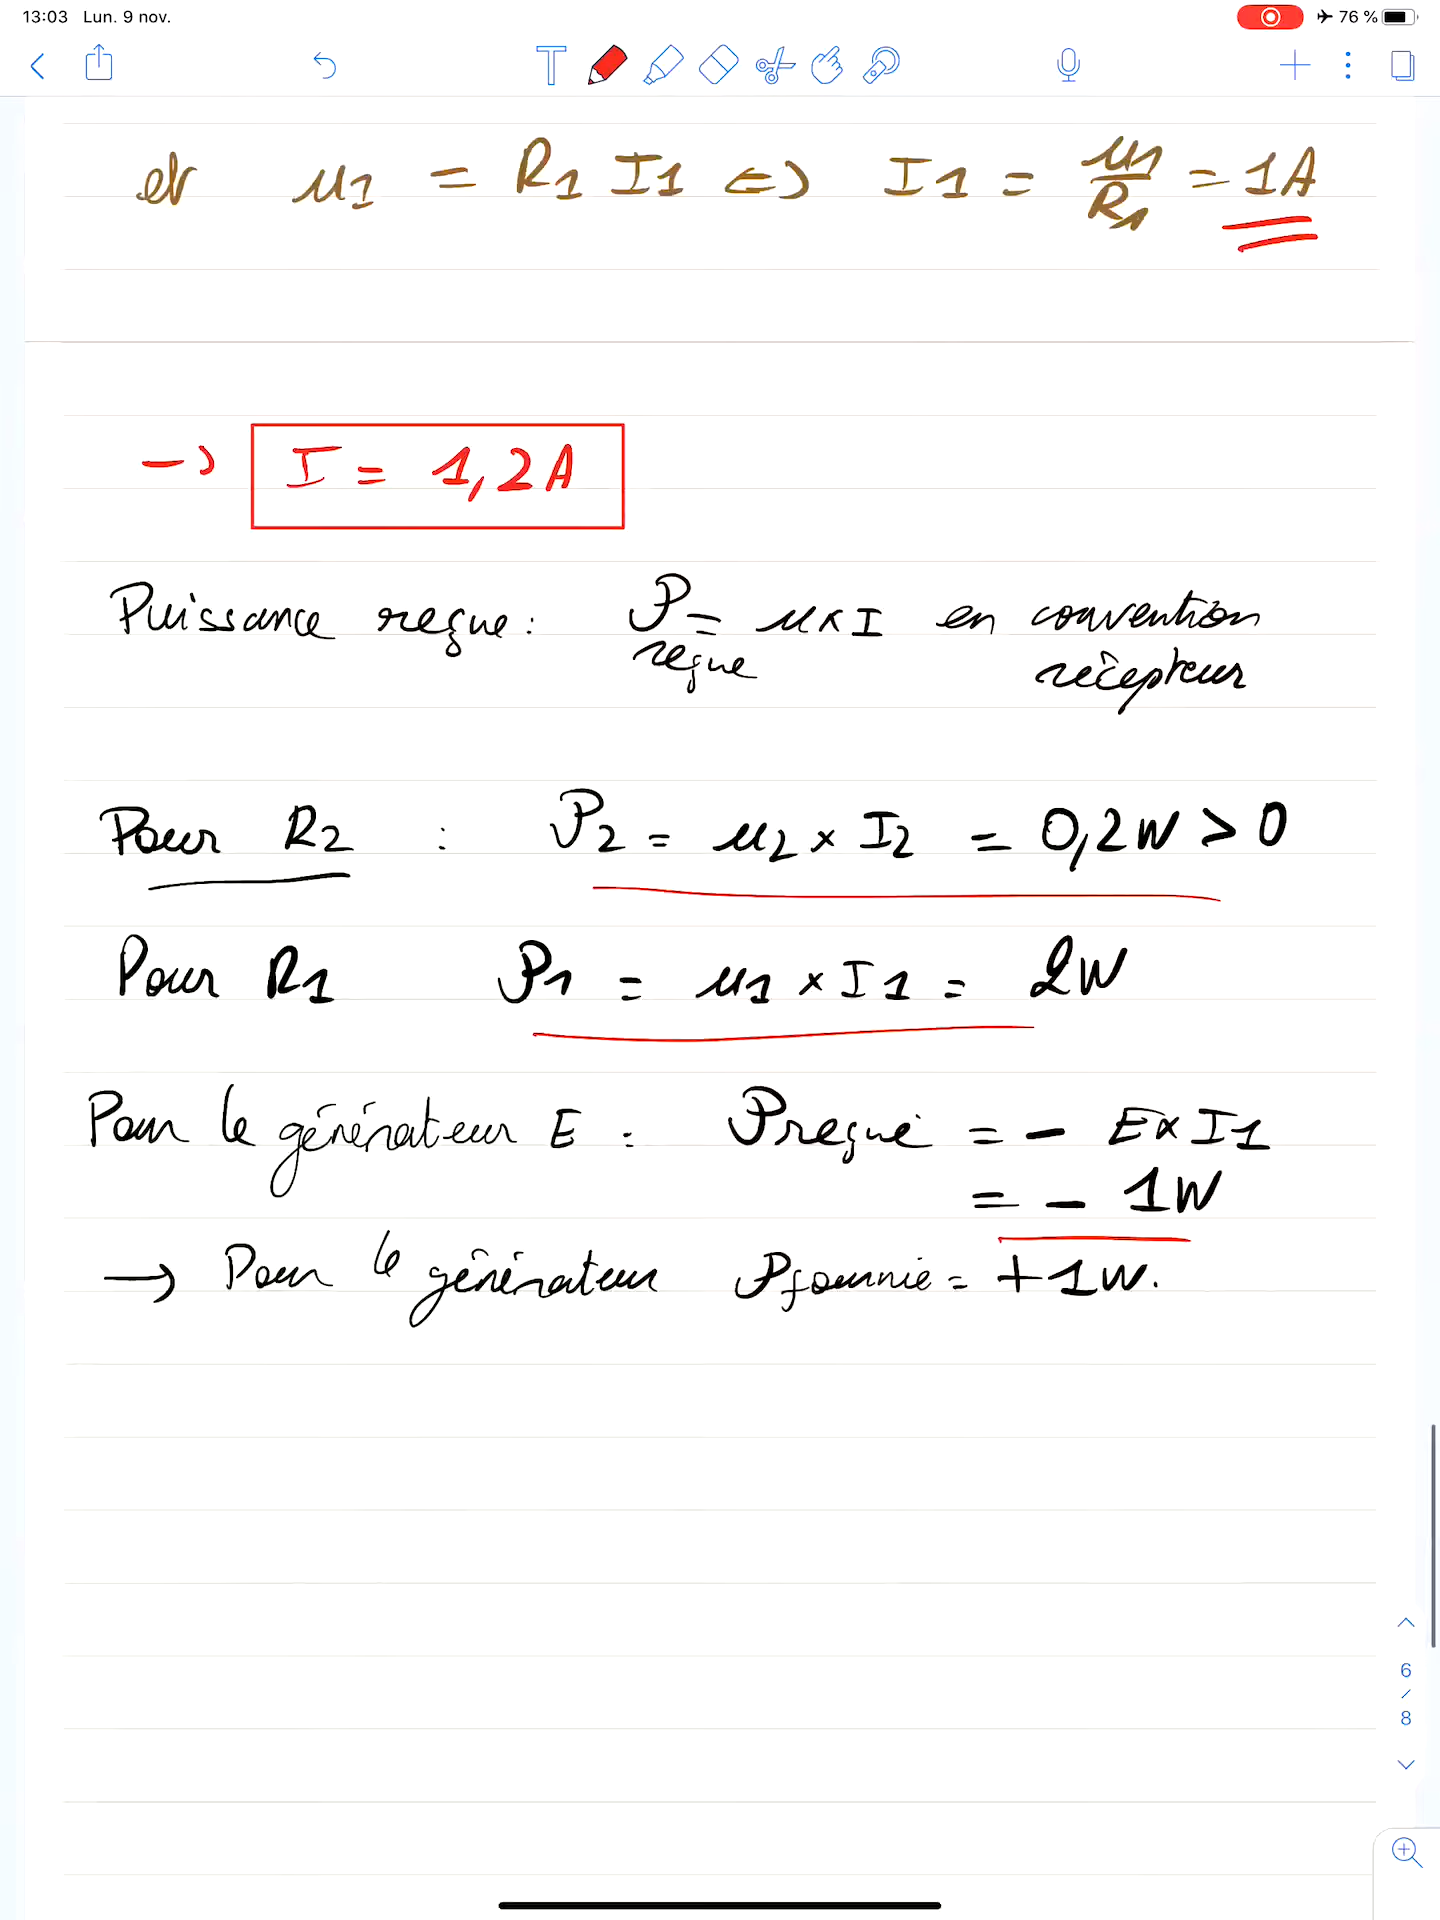 13:03 Lun. 9 nov. 76 %
et u1 = R1 I1 <=> I1 = u1/R1 = 1A
→ I = 1,2A
Puissance reçue : P reçue = u x I en convention récepteur
Pour R2 : P2 = u2 x I2 = 0,2W > 0
Pour R1 P1 = u1 x I1 = 2W
Pour le générateur E : P reçue = - E x I1
= - 1W
→ Pour le générateur P fournie = +1W.
6
/
8